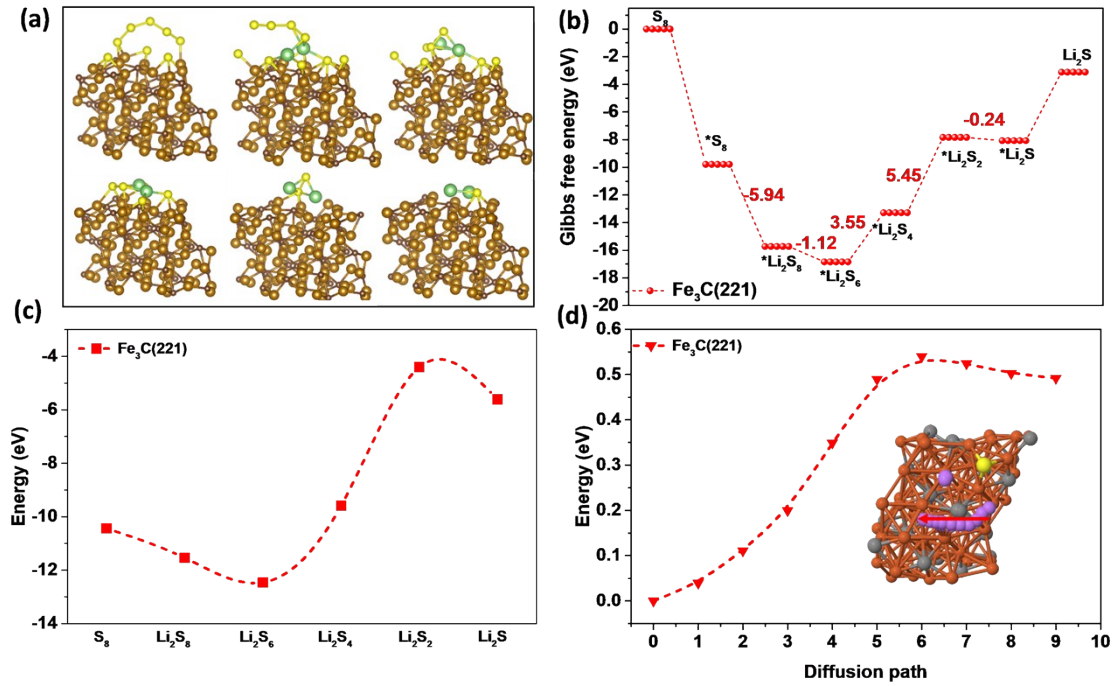 (a)
(b)
Gibbs free energy (eV)
0
-2
-4
-6
-8
-10
-12
-14
-16
-18
-20
S₈
*S₈
-5.94
*Li₂S₈
-1.12
*Li₂S₆
3.55
*Li₂S₄
5.45
*Li₂S₂
-0.24
*Li₂S
Li₂S
Fe₃C(221)
(c)
Fe₃C(221)
Energy (eV)
-4
-6
-8
-10
-12
-14
S₈ Li₂S₈ Li₂S₆ Li₂S₄ Li₂S₂ Li₂S
(d)
Fe₃C(221)
Energy (eV)
0.6
0.5
0.4
0.3
0.2
0.1
0.0
0 1 2 3 4 5 6 7 8 9 10
Diffusion path